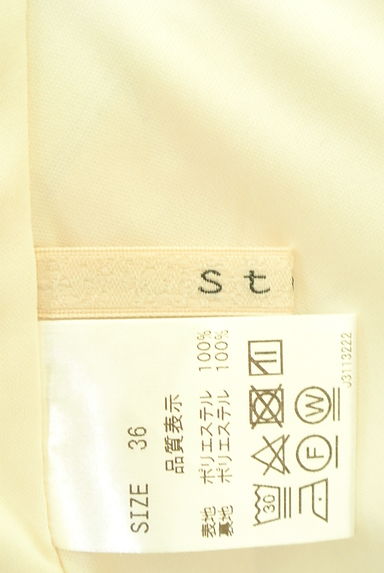 St
SIZE 36
品質表示
表地 ポリエステル 100%
裏地 ポリエステル 100%
30
F W
J3113222